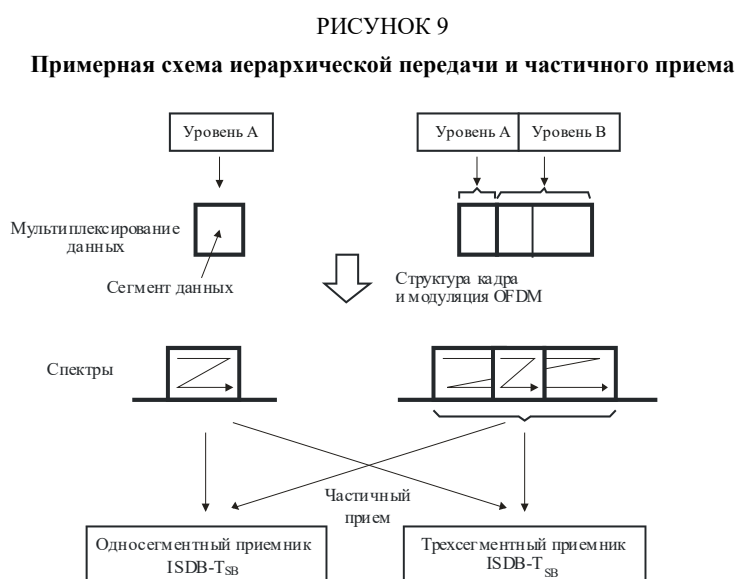 РИСУНОК 9
Примерная схема иерархической передачи и частичного приема
Уровень A
Уровень A
Уровень B
Мультиплексирование
данных
Сегмент данных
Структура кадра
и модуляция OFDM
Спектры
Частичный
прием
Односегментный приемник
ISDB-TSB
Трехсегментный приемник
ISDB-TSB